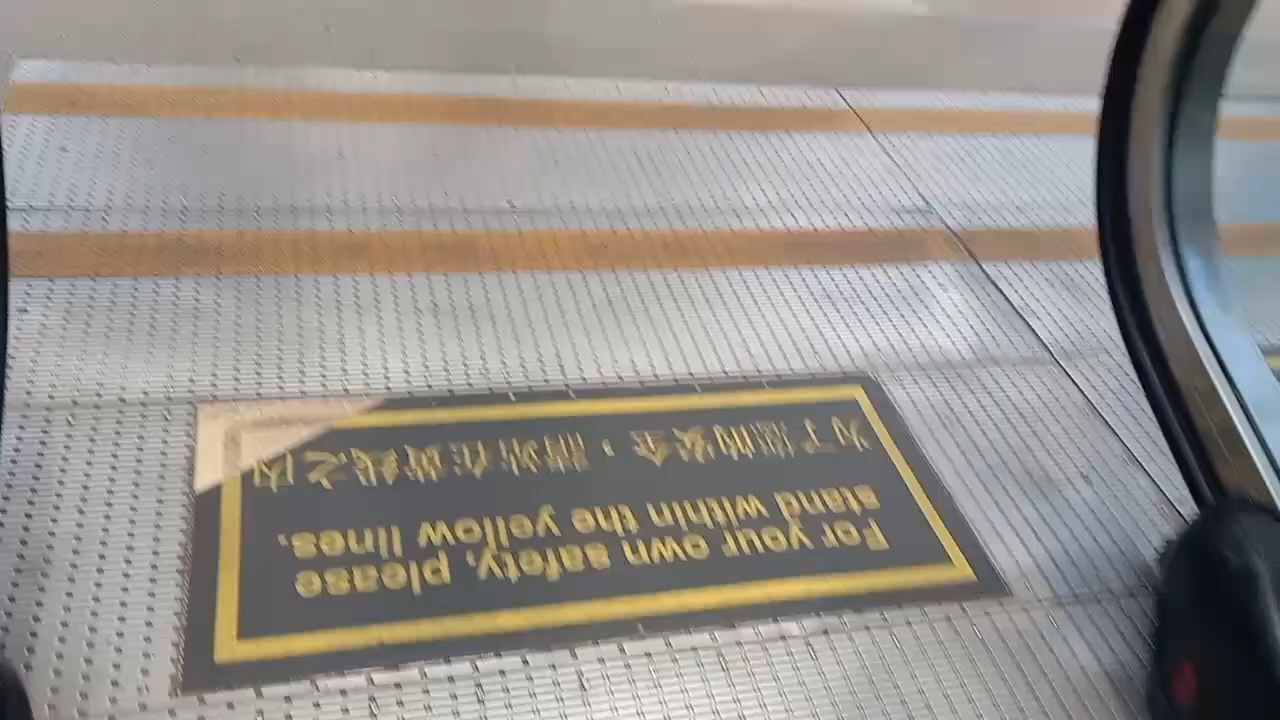 For your own safety, please
stand within the yellow lines.
为了您的安全，請站在黄线之内